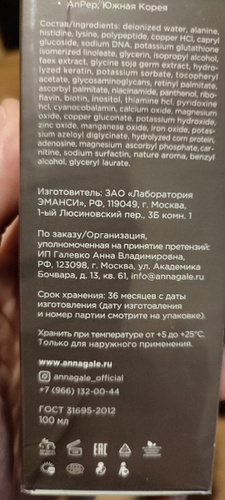 • АпРер, Южная Корея
Состав/Ingredients: deionized water, alanine,
histidine, lysine, polypeptide, copper HCl, capryl
glucotide, sodium DNA, potassium glutathione
isomerized linoleate, glycerin, isopropyl alcohol,
faex extract, glycine soja germ extract, hydro-
lyzed keratin, potassium sorbate, tocopheryl
acetate, glycosaminoglycans, retinyl palmitate,
ascorbyl palmitate, niacinamide, panthenol, ribo-
flavin, biotin, inositol, thiamine hcl, pyridoxine
hcl, cyanocobalamin, calcium oxide, magnesium
oxide, copper gluconate, potassium hydroxide,
zinc oxide, manganese oxide, iron oxide, potas-
sium azeloyl diglycinate, hydrolyzed corn protein,
adenosine, magnesium ascorbyl phosphate, car-
nitine, sodium surfactin, nature aroma, benzyl
alcohol, glyceryl laurate.
Изготовитель: ЗАО «Лаборатория
ЭМАНСИ», РФ, 119049, г. Москва,
1-ый Люсиновский пер., 3Б комн. 1
По заказу/Организация,
уполномоченная на принятие претензий:
ИП Галевко Анна Владимировна,
РФ, 123098, г. Москва, ул. Академика
Бочвара, д. 13, кв. 61, info@annagale.ru
Срок хранения: 36 месяцев с даты
изготовления (дату изготовления
и номер партии смотрите на упаковке).
Хранить при температуре от +5 до +25°С.
Только для наружного применения.
www.annagale.ru
annagale_official
+7 (966) 132-00-44
ГОСТ 31695-2012
100 мл
EAC